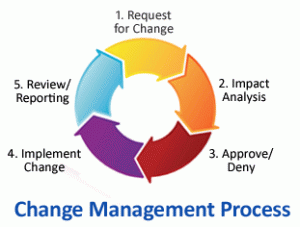 1. Request
for Change
2. Impact
Analysis
3. Approve/
Deny
4. Implement
Change
5. Review/
Reporting
Change Management Process